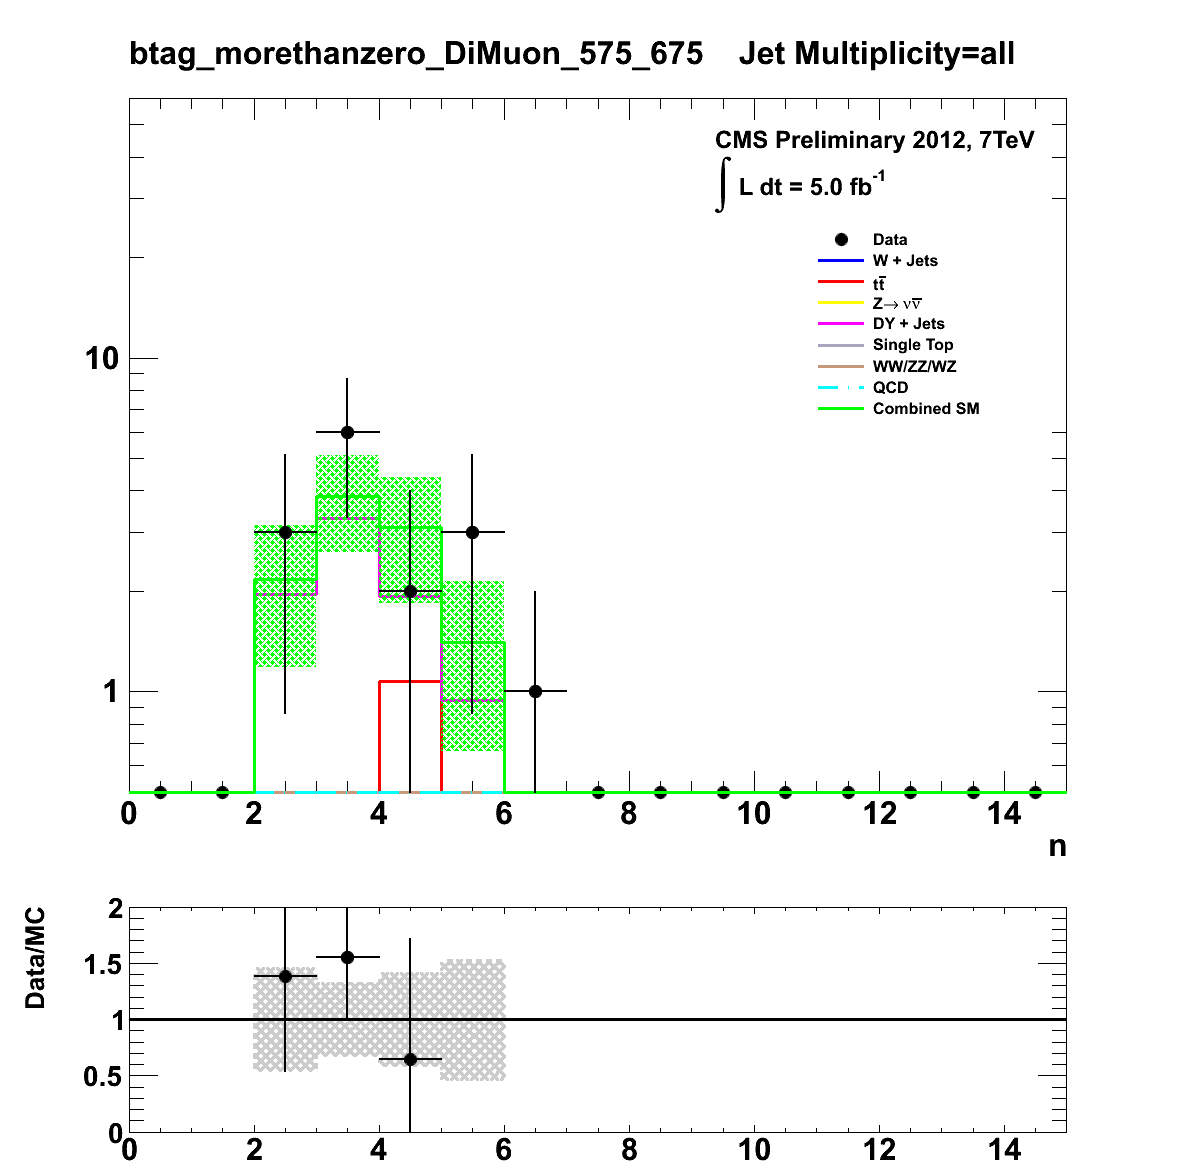 btag_morethanzero_DiMuon_575_675 Jet Multiplicity=all
CMS Preliminary 2012, 7TeV
∫ L dt = 5.0 fb⁻¹
Data
W + Jets
tt̅
Z→ νν̅
DY + Jets
Single Top
WW/ZZ/WZ
QCD
Combined SM
10
1
0 2 4 6 8 10 12 14
n
Data/MC
2
1.5
1
0.5
0
0 2 4 6 8 10 12 14